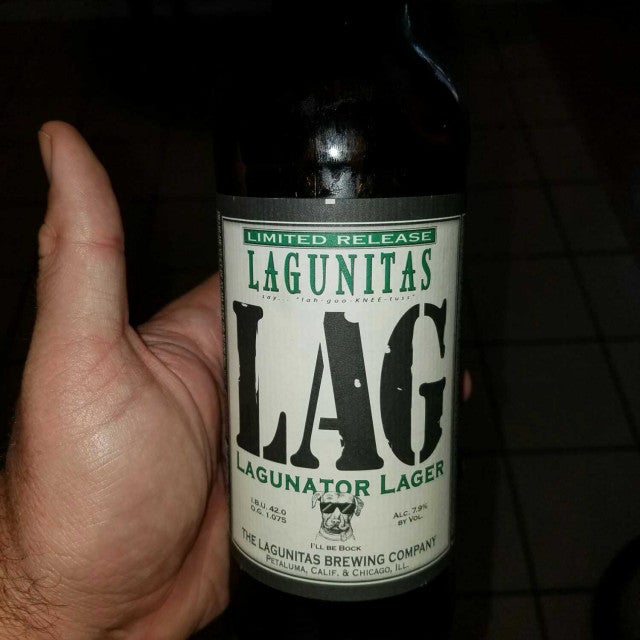 LIMITED RELEASE
LAGUNITAS
say... "lah-goo-KNEE-tuss"
LAG
LAGUNATOR LAGER
I.B.U. 42.0
O.G. 1.075
ALC. 7.9%
BY VOL.
I'LL BE BOCK
THE LAGUNITAS BREWING COMPANY
PETALUMA, CALIF. & CHICAGO, ILL.